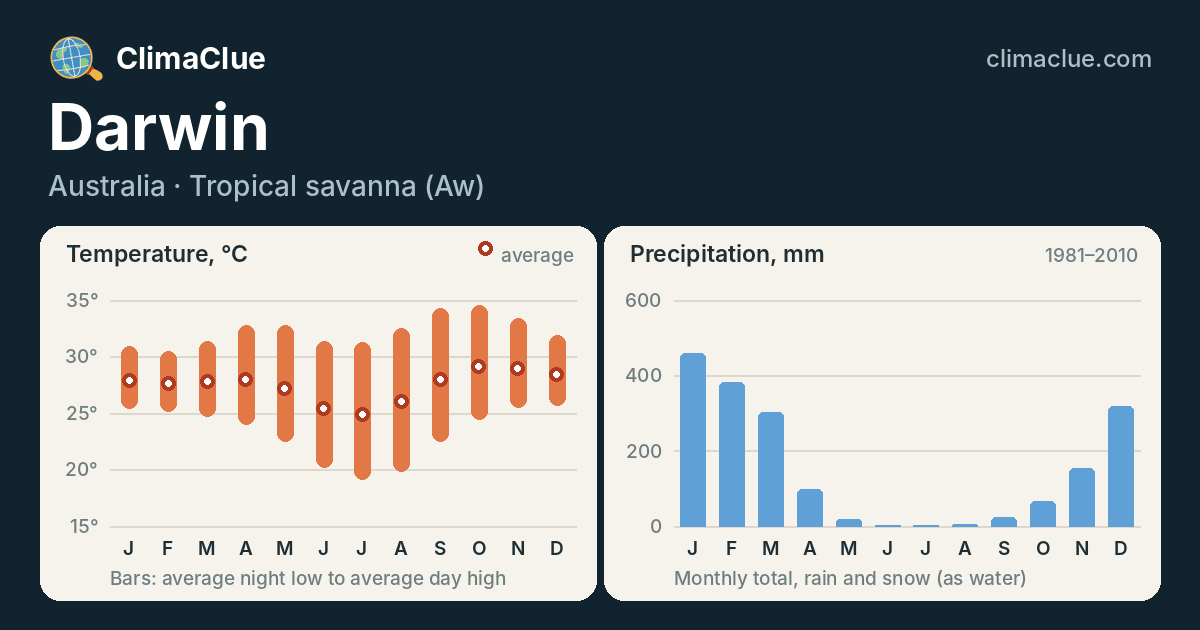 ClimaClue
climaclue.com
Darwin
Australia · Tropical savanna (Aw)
Temperature, °C
average
35°
30°
25°
20°
15°
J F M A M J J A S O N D
Bars: average night low to average day high
Precipitation, mm
1981–2010
600
400
200
0
J F M A M J J A S O N D
Monthly total, rain and snow (as water)